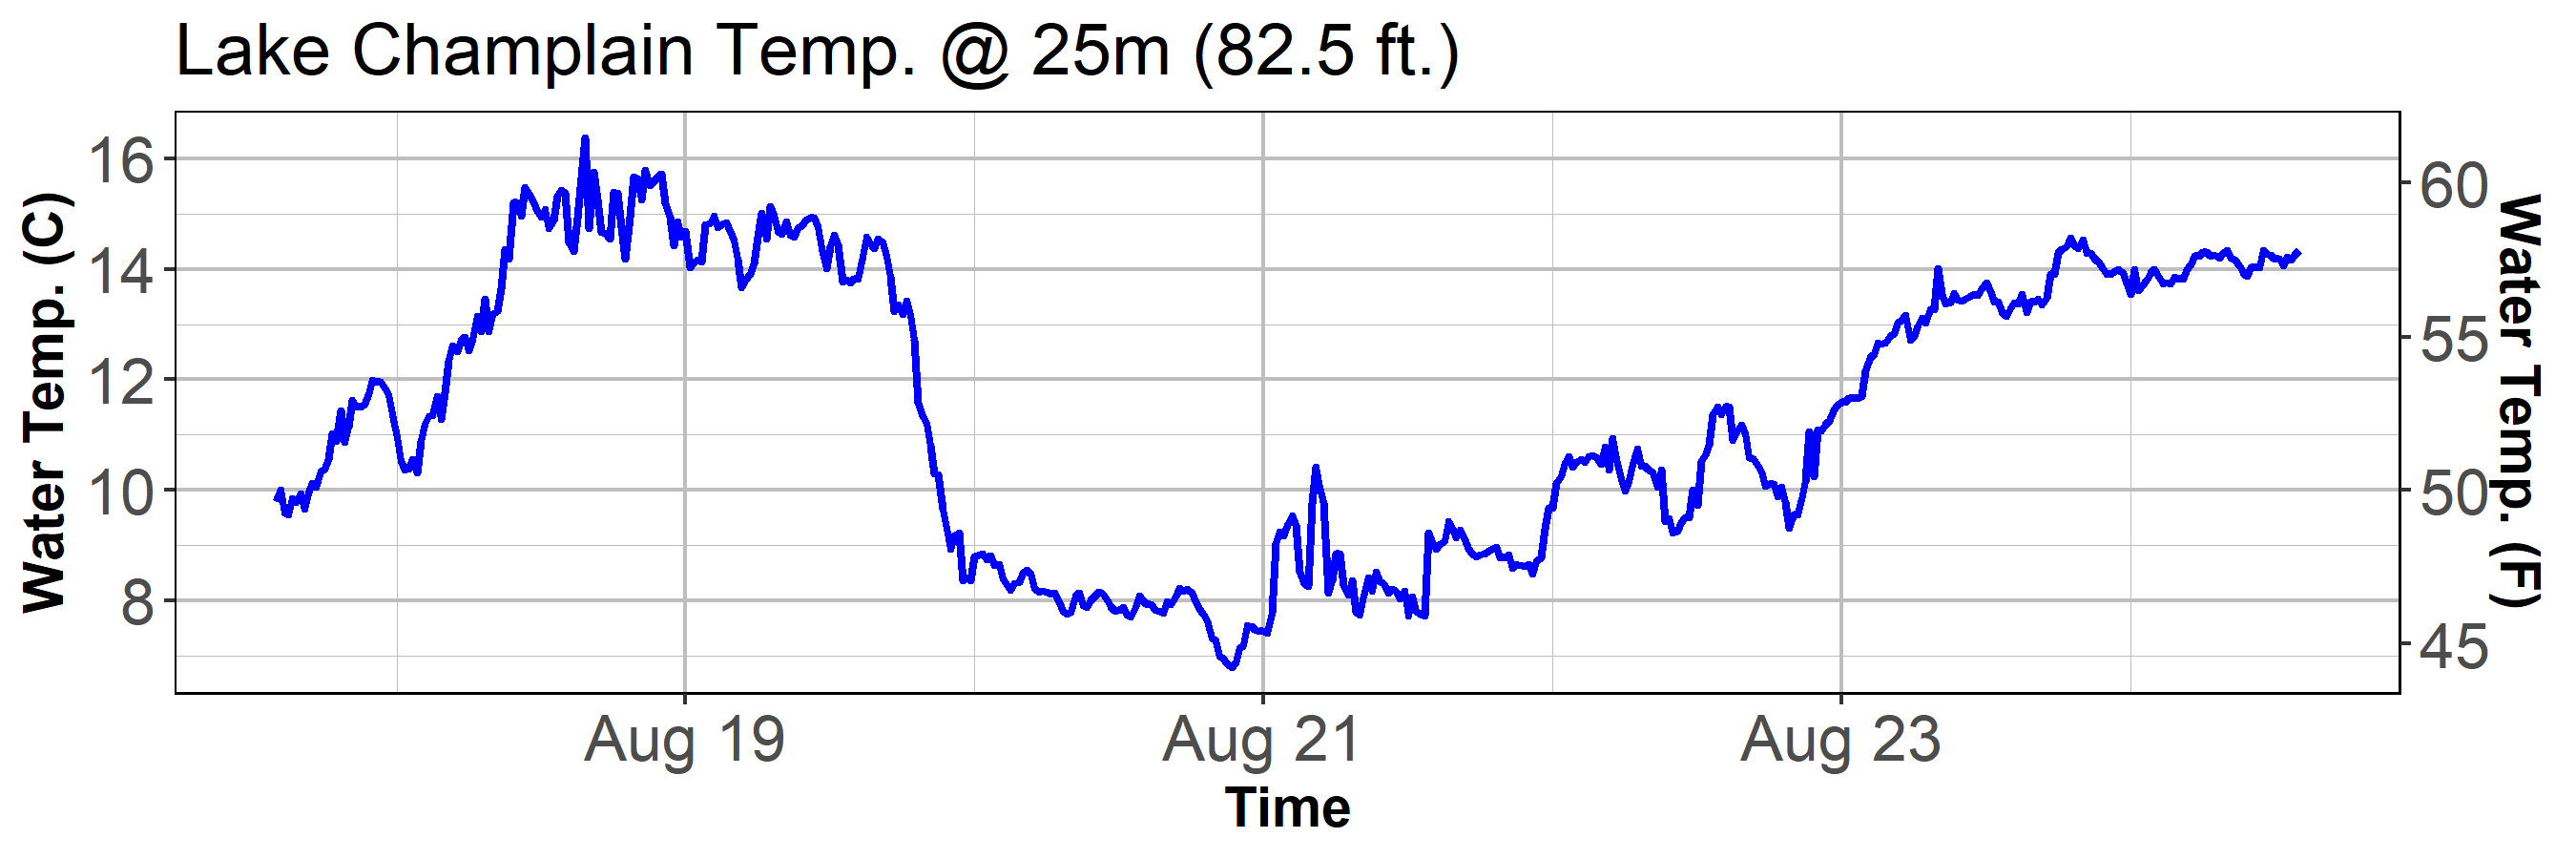 Lake Champlain Temp. @ 25m (82.5 ft.)
Water Temp. (C)
16
14
12
10
8
60
55
50
45
Water Temp. (F)
Aug 19
Aug 21
Aug 23
Time